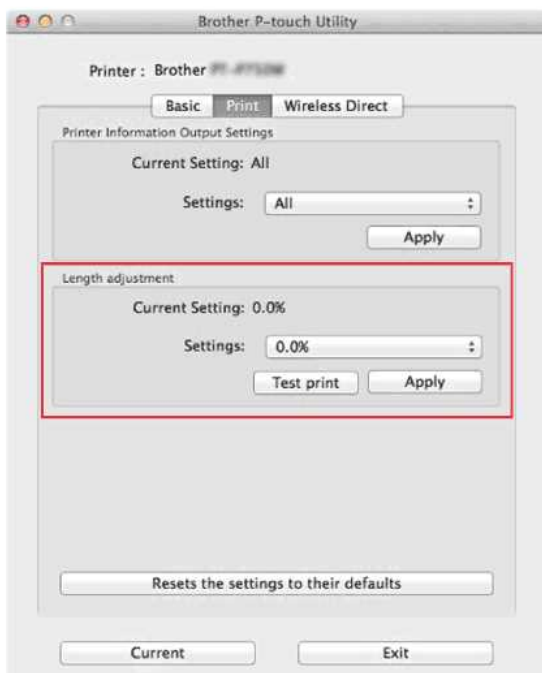 Brother P-touch Utility
Printer : Brother
Basic Print Wireless Direct
Printer Information Output Settings
Current Setting: All
Settings: All
Apply
Length adjustment
Current Setting: 0.0%
Settings: 0.0%
Test print Apply
Resets the settings to their defaults
Current Exit